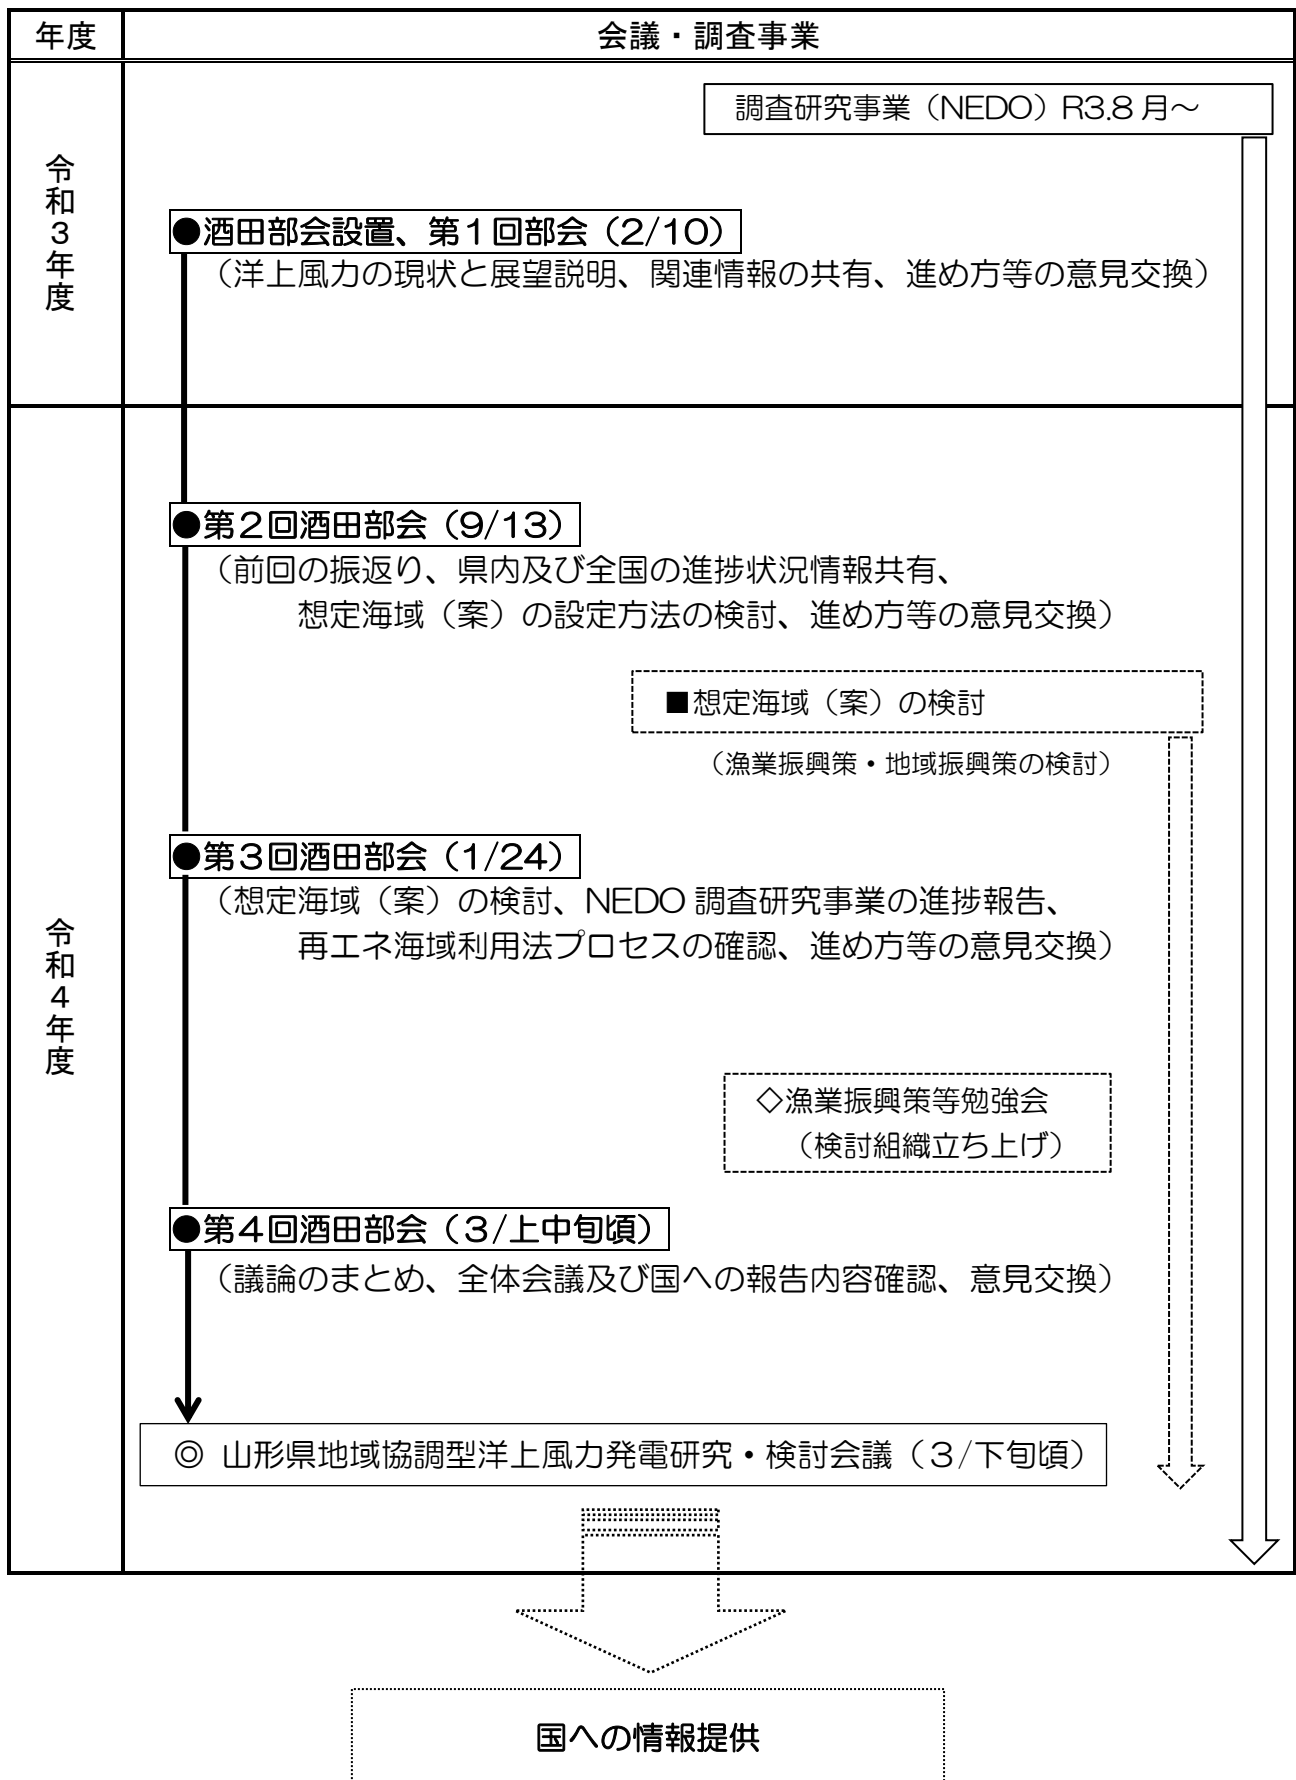 年度
会議・調査事業
調査研究事業（NEDO）R3.8月～
令和３年度
●酒田部会設置、第１回部会（2/10）
（洋上風力の現状と展望説明、関連情報の共有、進め方等の意見交換）
令和４年度
●第２回酒田部会（9/13）
（前回の振返り、県内及び全国の進捗状況情報共有、
想定海域（案）の設定方法の検討、進め方等の意見交換）
■想定海域（案）の検討
（漁業振興策・地域振興策の検討）
●第３回酒田部会（1/24）
（想定海域（案）の検討、NEDO調査研究事業の進捗報告、
再エネ海域利用法プロセスの確認、進め方等の意見交換）
◇漁業振興策等勉強会
（検討組織立ち上げ）
●第４回酒田部会（３/上中旬頃）
（議論のまとめ、全体会議及び国への報告内容確認、意見交換）
◎ 山形県地域協調型洋上風力発電研究・検討会議（３/下旬頃）
国への情報提供